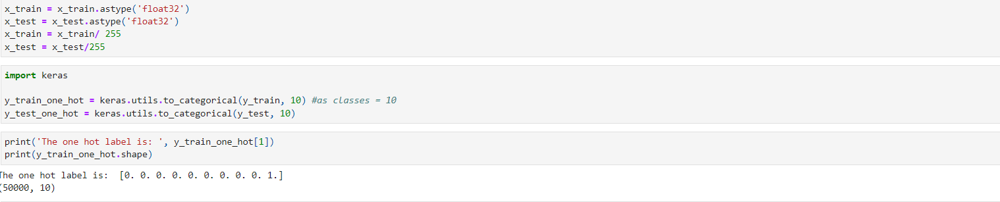 x_train = x_train.astype('float32')
x_test = x_test.astype('float32')
x_train = x_train/ 255
x_test = x_test/255
import keras
y_train_one_hot = keras.utils.to_categorical(y_train, 10) #as classes = 10
y_test_one_hot = keras.utils.to_categorical(y_test, 10)
print('The one hot label is: ', y_train_one_hot[1])
print(y_train_one_hot.shape)
The one hot label is:  [0. 0. 0. 0. 0. 0. 0. 0. 0. 1.]
(50000, 10)